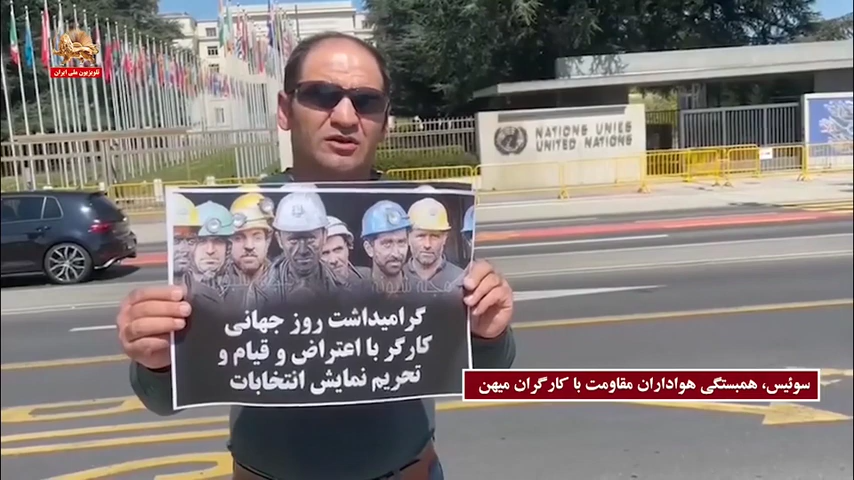 تلویزیون ملی ایران
NATIONS UNIES
UNITED NATIONS
گرامیداشت روز جهانی
کارگر با اعتراض و قیام و
تحریم نمایش انتخابات
سوئیس، همبستگی هواداران مقاومت با کارگران میهن